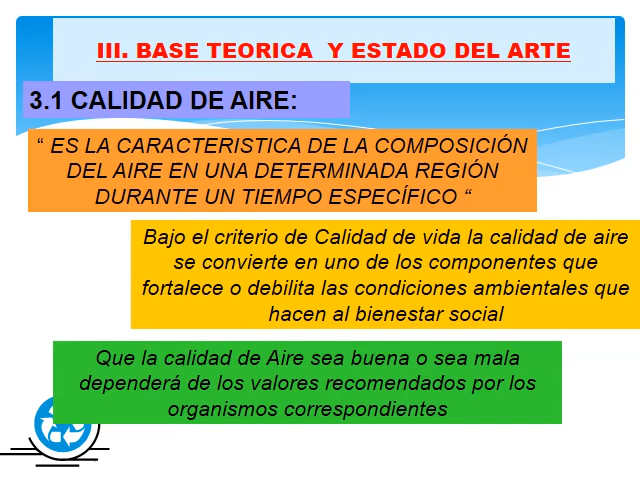 III. BASE TEORICA Y ESTADO DEL ARTE
3.1 CALIDAD DE AIRE:
“ ES LA CARACTERISTICA DE LA COMPOSICIÓN
DEL AIRE EN UNA DETERMINADA REGIÓN
DURANTE UN TIEMPO ESPECÍFICO “
Bajo el criterio de Calidad de vida la calidad de aire
se convierte en uno de los componentes que
fortalece o debilita las condiciones ambientales que
hacen al bienestar social
Que la calidad de Aire sea buena o sea mala
dependerá de los valores recomendados por los
organismos correspondientes